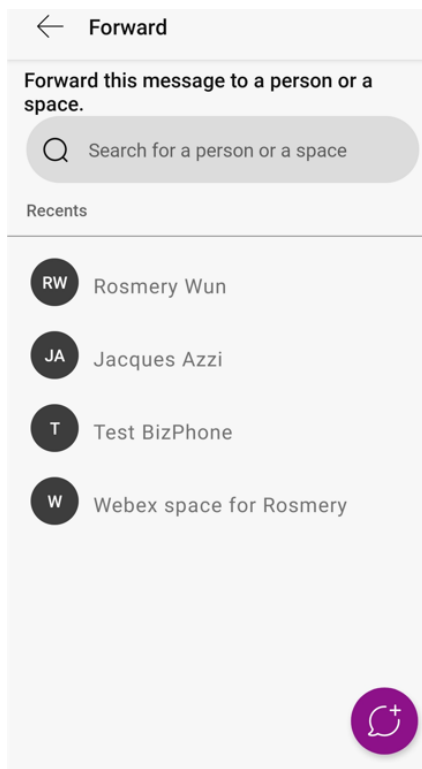 Forward
Forward this message to a person or a
space.
Search for a person or a space
Recents
RW Rosmery Wun
JA Jacques Azzi
T Test BizPhone
W Webex space for Rosmery